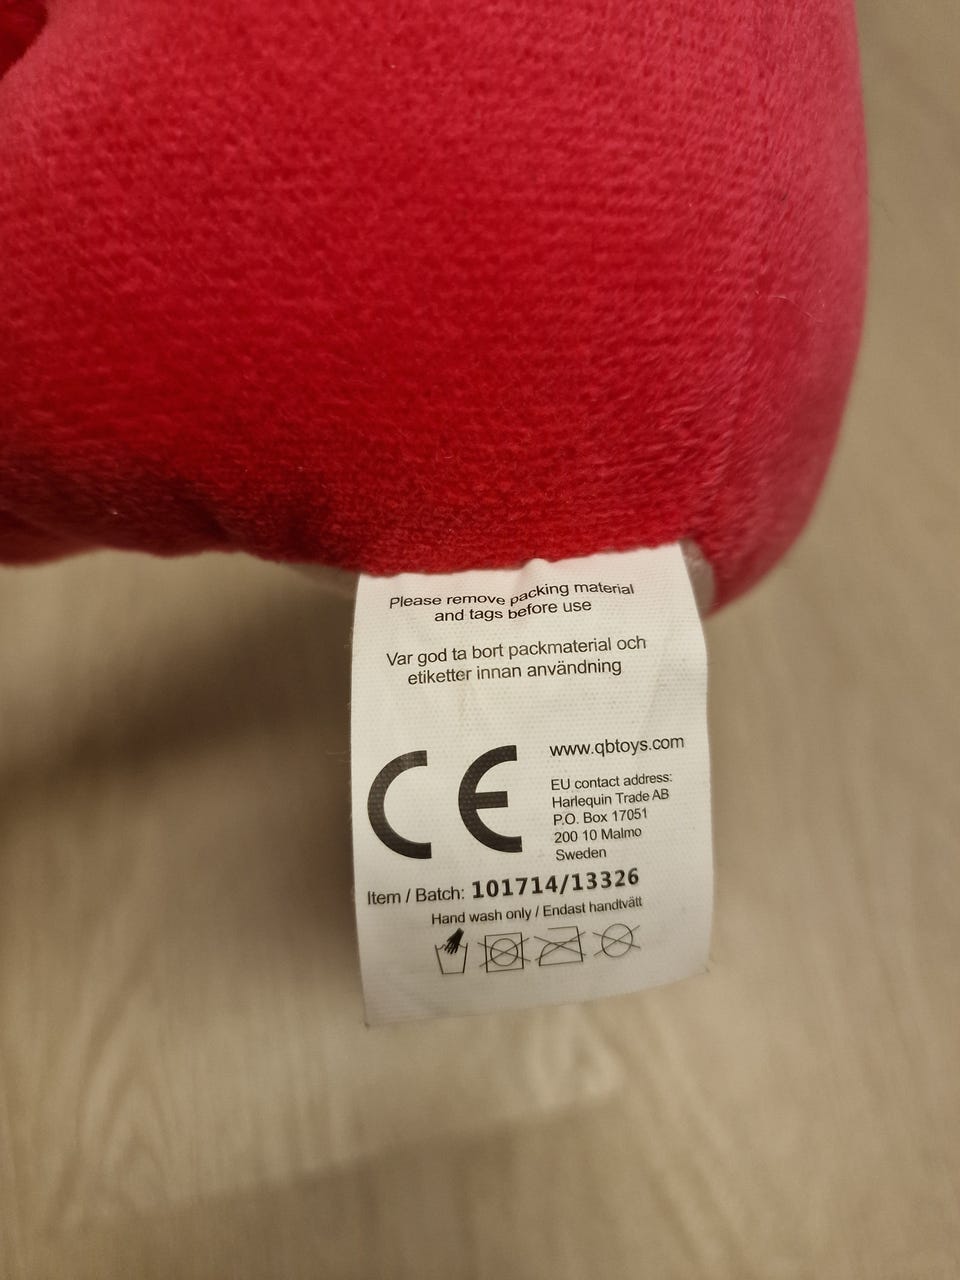 Please remove packing material
and tags before use
Var god ta bort packmaterial och
etiketter innan användning
CE
www.qbtoys.com
EU contact address:
Harlequin Trade AB
P.O. Box 17051
200 10 Malmo
Sweden
Item / Batch: 101714/13326
Hand wash only / Endast handtvätt